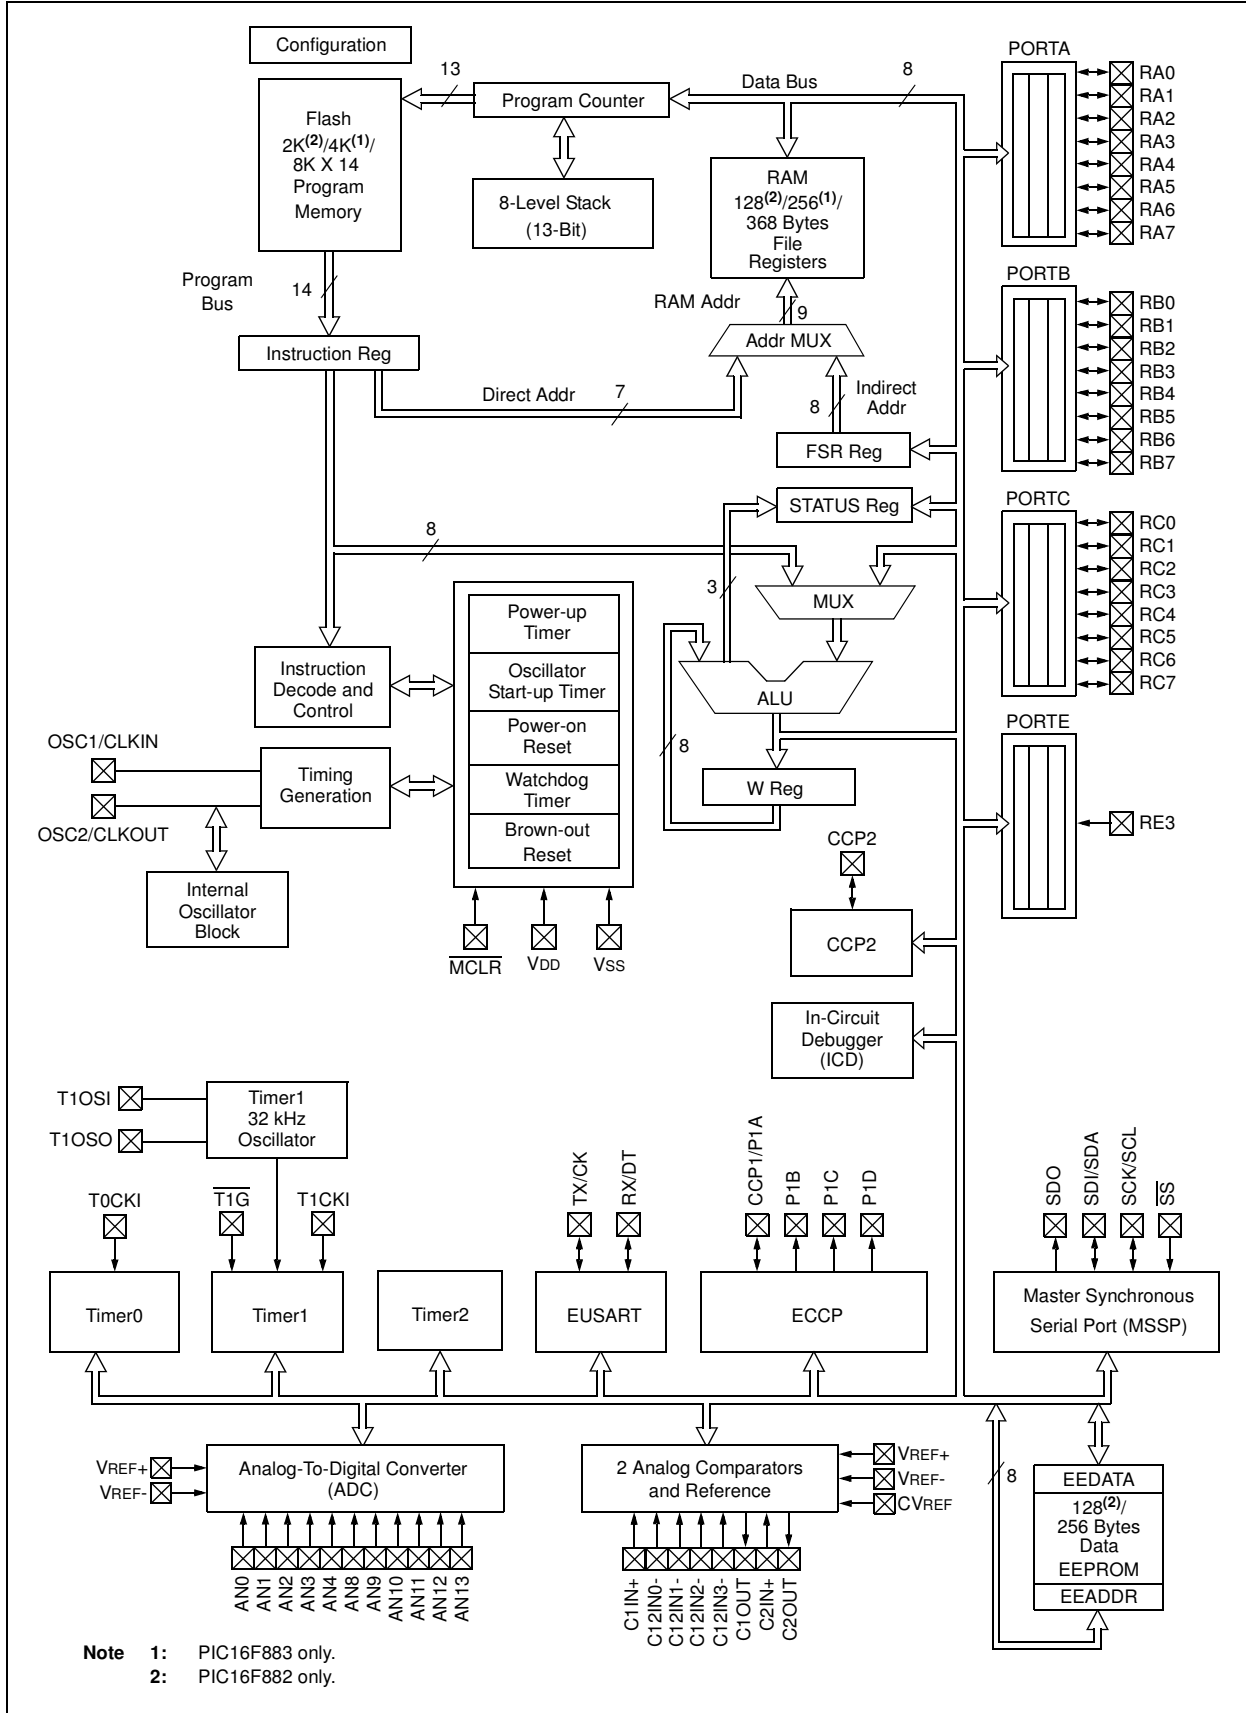 Configuration
13
Data Bus
8
PORTA
Program Counter
Flash
2K(2)/4K(1)/
8K X 14
Program
Memory
8-Level Stack
(13-Bit)
RAM
128(2)/256(1)/
368 Bytes
File
Registers
RA0
RA1
RA2
RA3
RA4
RA5
RA6
RA7
Program
Bus
14
RAM Addr
9
PORTB
Addr MUX
Instruction Reg
Direct Addr
7
8
Indirect
Addr
FSR Reg
RB0
RB1
RB2
RB3
RB4
RB5
RB6
RB7
STATUS Reg
PORTC
8
3
MUX
RC0
RC1
RC2
RC3
RC4
RC5
RC6
RC7
Power-up
Timer
Oscillator
Start-up Timer
Power-on
Reset
Watchdog
Timer
Brown-out
Reset
Instruction
Decode and
Control
ALU
8
W Reg
PORTE
RE3
OSC1/CLKIN
Timing
Generation
OSC2/CLKOUT
Internal
Oscillator
Block
MCLR
VDD
VSS
CCP2
CCP2
In-Circuit
Debugger
(ICD)
T1OSI
T1OSO
Timer1
32 kHz
Oscillator
T0CKI
T1G
T1CKI
TX/CK
RX/DT
CCP1/P1A
P1B
P1C
P1D
SDO
SDI/SDA
SCK/SCL
SS
Timer0
Timer1
Timer2
EUSART
ECCP
Master Synchronous
Serial Port (MSSP)
VREF+
VREF-
Analog-To-Digital Converter
(ADC)
2 Analog Comparators
and Reference
VREF+
VREF-
CVREF
8
EEDATA
128(2)/
256 Bytes
Data
EEPROM
EEADDR
AN0
AN1
AN2
AN3
AN4
AN8
AN9
AN10
AN11
AN12
AN13
C1IN+
C12IN0-
C12IN1-
C12IN2-
C12IN3-
C1OUT
C2IN+
C2OUT
Note 1: PIC16F883 only.
2: PIC16F882 only.